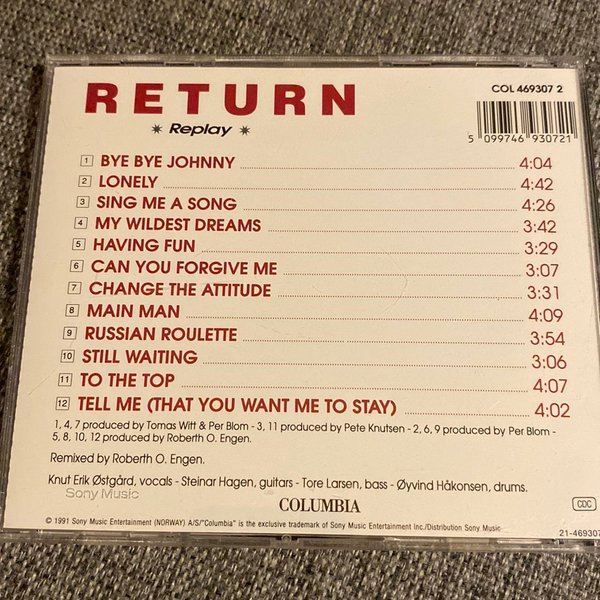 RETURN
COL 469307 2
* Replay *
5 099746 930721
1 BYE BYE JOHNNY 4:04
2 LONELY 4:42
3 SING ME A SONG 4:26
4 MY WILDEST DREAMS 3:42
5 HAVING FUN 3:29
6 CAN YOU FORGIVE ME 3:07
7 CHANGE THE ATTITUDE 3:31
8 MAIN MAN 4:09
9 RUSSIAN ROULETTE 3:54
10 STILL WAITING 3:06
11 TO THE TOP 4:07
12 TELL ME (THAT YOU WANT ME TO STAY) 4:02
1, 4, 7 produced by Tomas Witt & Per Blom - 3, 11 produced by Pete Knutsen - 2, 6, 9 produced by Per Blom -
5, 8, 10, 12 produced by Roberth O. Engen.
Remixed by Roberth O. Engen.
Knut Erik Østgård, vocals - Steinar Hagen, guitars - Tore Larsen, bass - Øyvind Håkonsen, drums.
Sony Music
COLUMBIA
CDC
© 1991 Sony Music Entertainment (NORWAY) A/S/"Columbia" is the exclusive trademark of Sony Music Entertainment Inc./Distribution Sony Music
21-469307